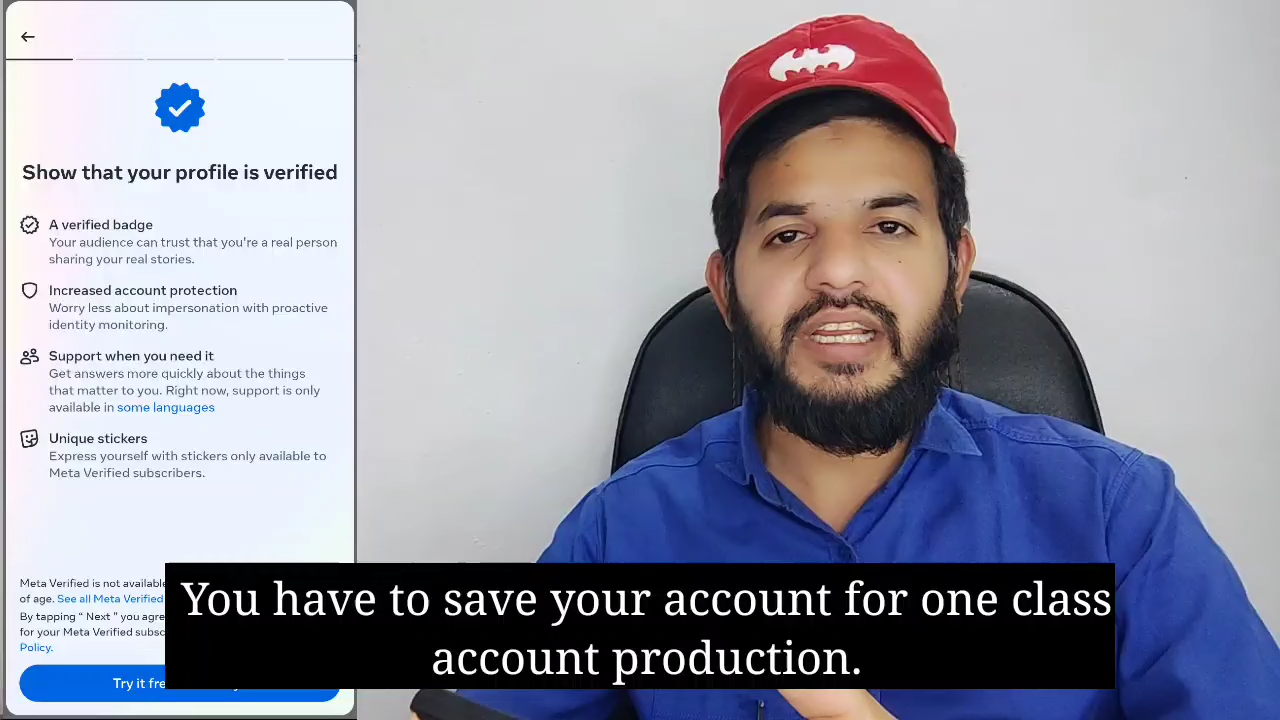 Show that your profile is verified
A verified badge
Your audience can trust that you're a real person
sharing your real stories.
Increased account protection
Worry less about impersonation with proactive
identity monitoring.
Support when you need it
Get answers more quickly about the things
that matter to you. Right now, support is only
available in some languages
Unique stickers
Express yourself with stickers only available to
Meta Verified subscribers.
Meta Verified is not available
of age. See all Meta Verified
By tapping “ Next ” you agree
for your Meta Verified
Policy.
Try it
You have to save your account for one class
account production.